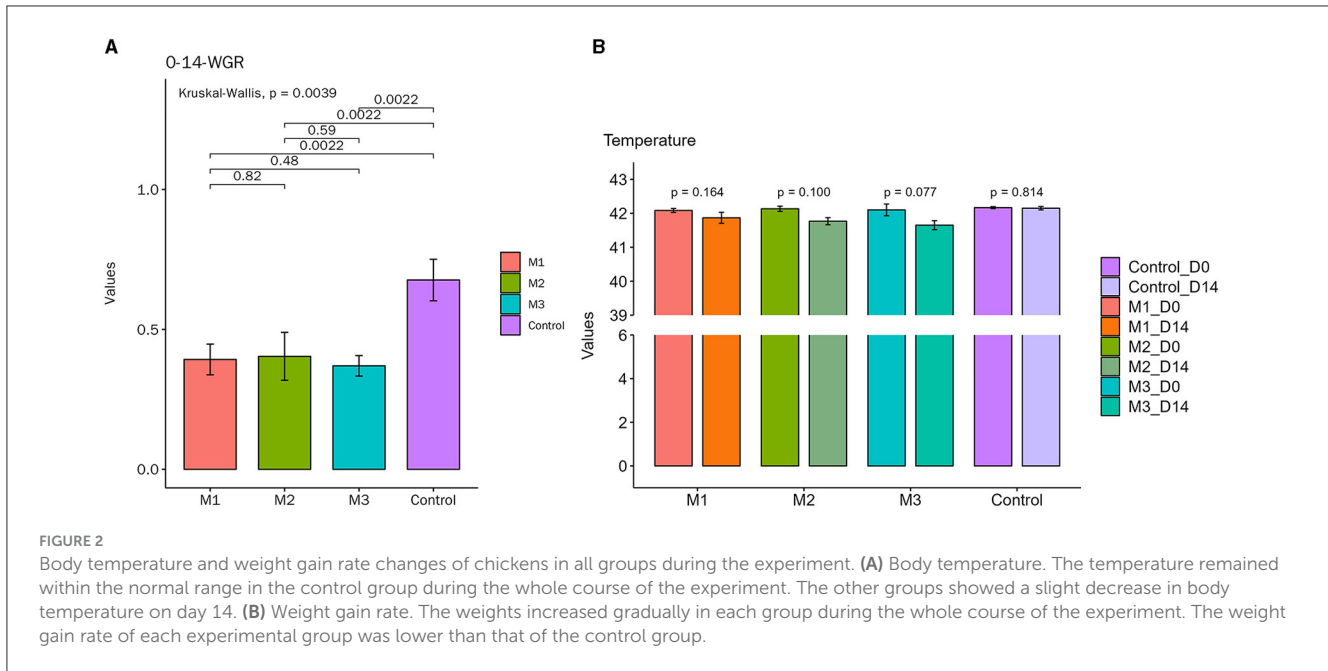 A
0-14-WGR
Kruskal-Wallis, p = 0.0039
0.0022
0.0022
0.59
0.0022
0.48
0.82
1.0
0.5
0.0
Values
M1
M2
M3
Control
M1 M2 M3 Control
B
Temperature
p = 0.164 p = 0.100 p = 0.077 p = 0.814
43
42
41
40
39
6
4
2
0
Values
M1 M2 M3 Control
Control_D0
Control_D14
M1_D0
M1_D14
M2_D0
M2_D14
M3_D0
M3_D14
FIGURE 2
Body temperature and weight gain rate changes of chickens in all groups during the experiment. (A) Body temperature. The temperature remained
within the normal range in the control group during the whole course of the experiment. The other groups showed a slight decrease in body
temperature on day 14. (B) Weight gain rate. The weights increased gradually in each group during the whole course of the experiment. The weight
gain rate of each experimental group was lower than that of the control group.